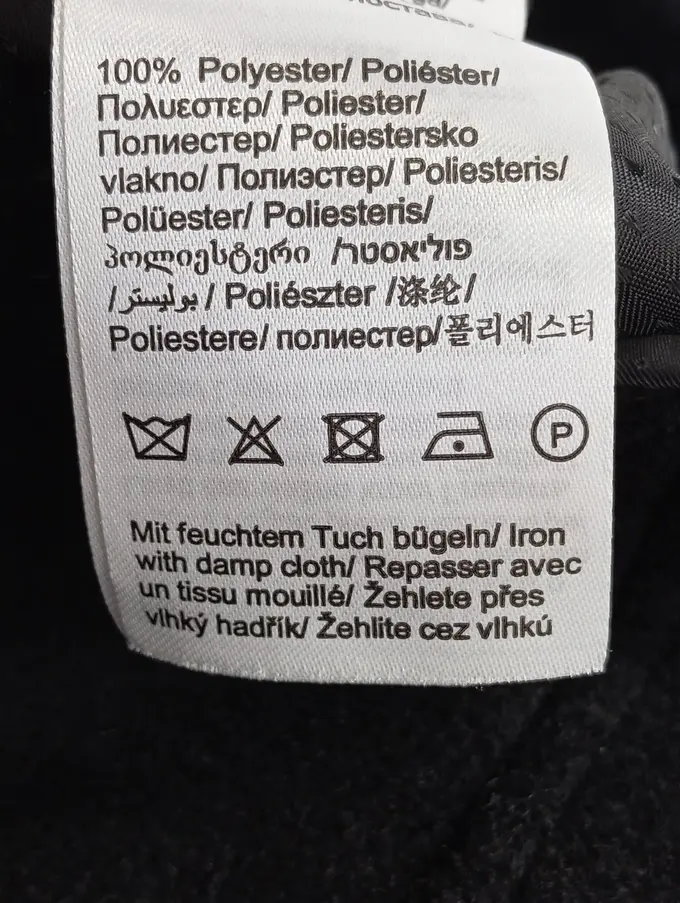 100% Polyester/ Poliéster/
Πολυεστερ/ Poliester/
Полиестер/ Poliestersko
vlakno/ Полиэстер/ Poliesteris/
Polüester/ Poliesteris/
პოლიესტერი /פוליאסטר
/بوليستر/ Poliészter /涤纶/
Poliestere/ полиестер/폴리에스터
P
Mit feuchtem Tuch bügeln/ Iron
with damp cloth/ Repasser avec
un tissu mouillé/ Žehlete přes
vlhký hadřík/ Žehlite cez vlhkú